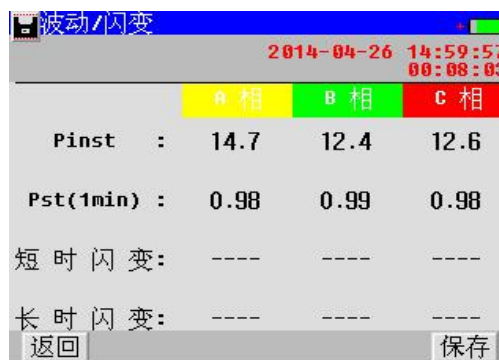 波动/闪变
2014-04-26 14:59:57
00:08:03
A 相 B 相 C 相
Pinst : 14.7 12.4 12.6
Pst(1min) : 0.98 0.99 0.98
短时闪变: ---- ---- ----
长时闪变: ---- ---- ----
返回 保存